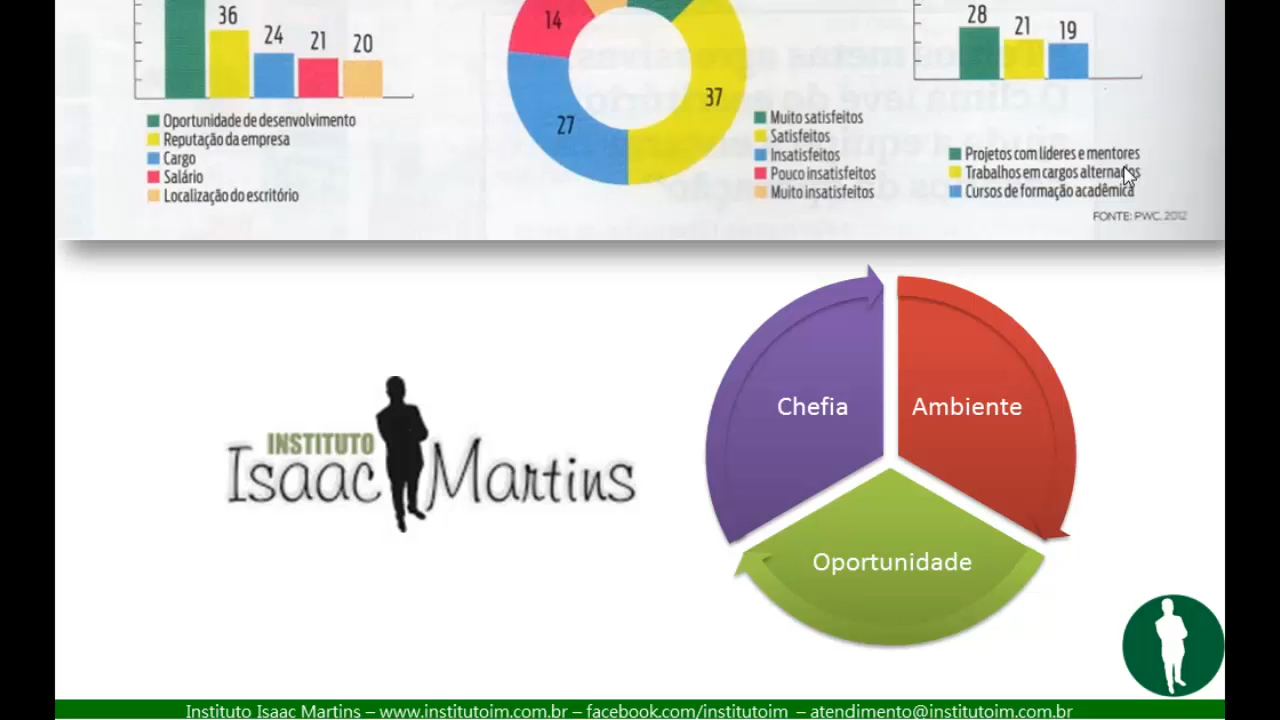 36
24
21
20
Oportunidade de desenvolvimento
Reputação da empresa
Cargo
Salário
Localização do escritório
14
27
37
Muito satisfeitos
Satisfeitos
Insatisfeitos
Pouco insatisfeitos
Muito insatisfeitos
28
21
19
Projetos com líderes e mentores
Trabalhos em cargos alternados
Cursos de formação acadêmica
FONTE: PWC, 2012
Chefia
Ambiente
Oportunidade
INSTITUTO
Isaac Martins
Instituto Isaac Martins – www.institutoim.com.br – facebook.com/institutoim – atendimento@institutoim.com.br